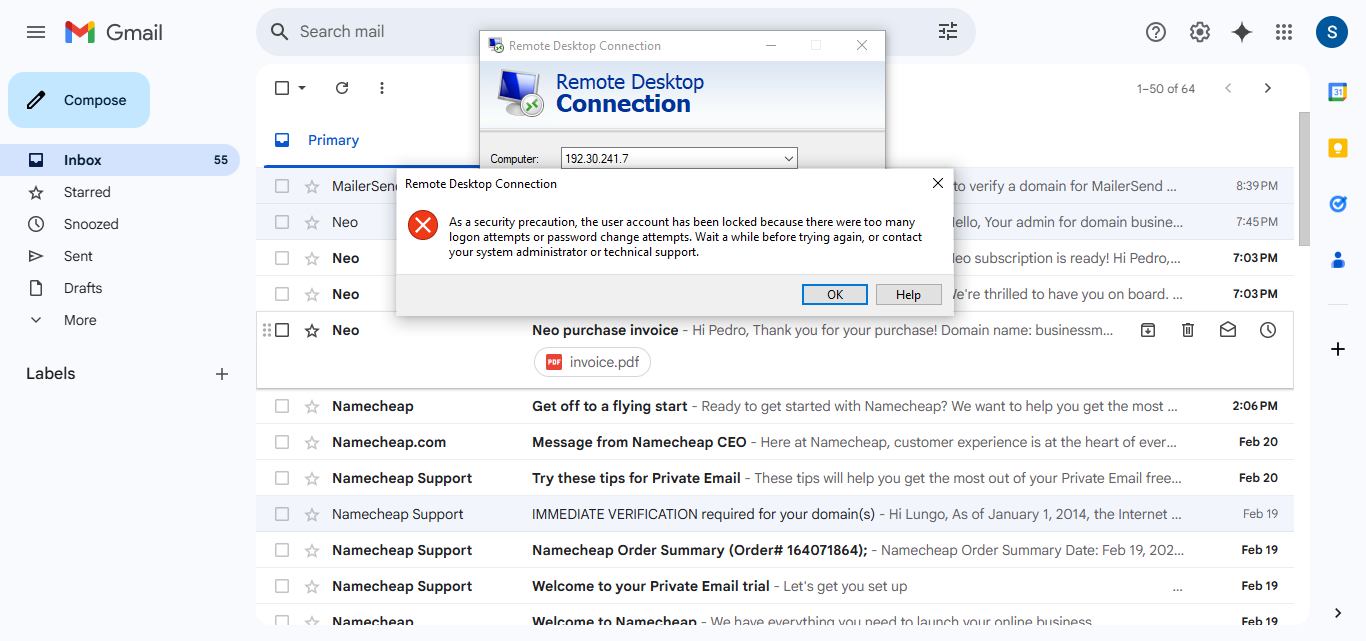 Gmail
Search mail
S
Compose
Inbox 55
Starred
Snoozed
Sent
Drafts
More
Labels
1–50 of 64
Primary
Remote Desktop Connection
Remote Desktop
Connection
Computer: 192.30.241.7
Remote Desktop Connection
As a security precaution, the user account has been locked because there were too many
logon attempts or password change attempts. Wait a while before trying again, or contact
your system administrator or technical support.
OK Help
MailerSend to verify a domain for MailerSend ... 8:39 PM
Neo Hello, Your admin for domain busine... 7:45 PM
Neo Neo subscription is ready! Hi Pedro,... 7:03 PM
Neo We're thrilled to have you on board. ... 7:03 PM
Neo Neo purchase invoice - Hi Pedro, Thank you for your purchase! Domain name: businessm...
PDF invoice.pdf
Namecheap Get off to a flying start - Ready to get started with Namecheap? We want to help you get the most ... 2:06 PM
Namecheap.com Message from Namecheap CEO - Here at Namecheap, customer experience is at the heart of ever... Feb 20
Namecheap Support Try these tips for Private Email - These tips will help you get the most out of your Private Email free... Feb 20
Namecheap Support IMMEDIATE VERIFICATION required for your domain(s) - Hi Lungo, As of January 1, 2014, the Internet ... Feb 19
Namecheap Support Namecheap Order Summary (Order# 164071864); - Namecheap Order Summary Date: Feb 19, 202... Feb 19
Namecheap Support Welcome to your Private Email trial - Let's get you set up ... Feb 19
Namecheap Welcome to Namecheap - We have everything you need to launch your online business Feb 19
31